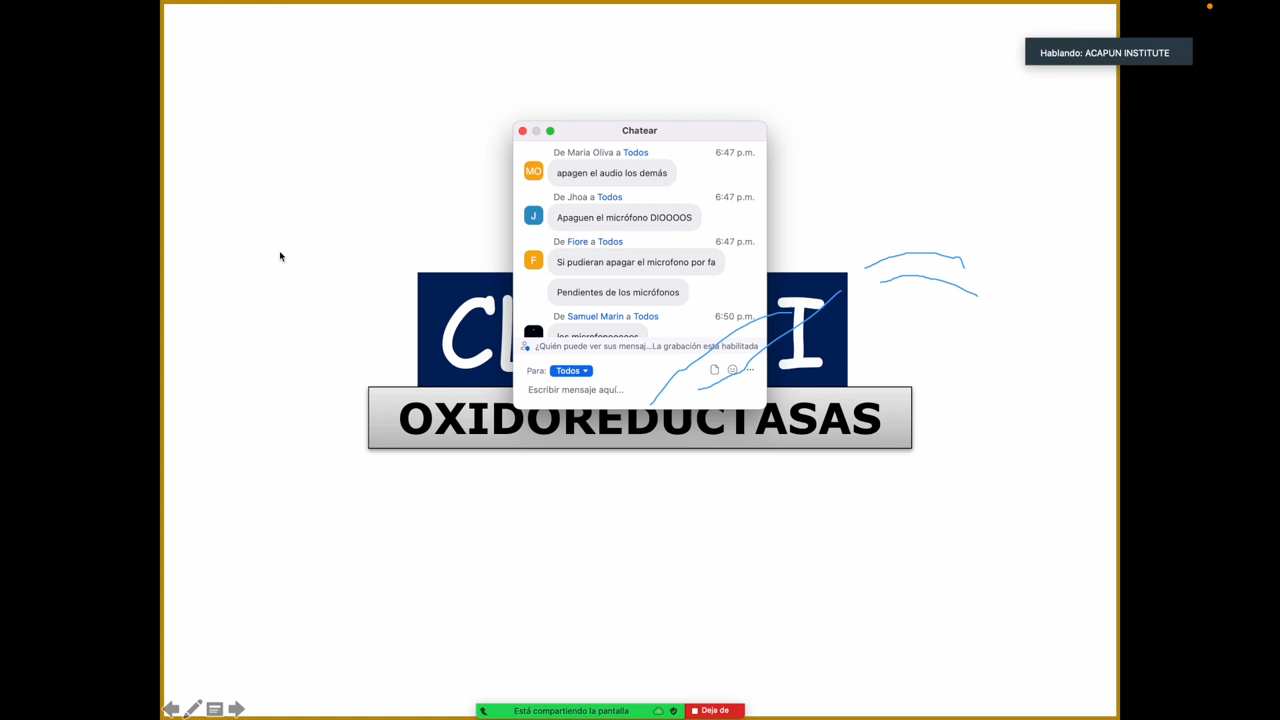 Hablando: ACAPUN INSTITUTE
Chatear
De Maria Oliva a Todos 6:47 p.m.
MO
apagen el audio los demás
De Jhoa a Todos 6:47 p.m.
J
Apaguen el micrófono DIOOOOS
De Fiore a Todos 6:47 p.m.
F
Si pudieran apagar el microfono por fa
Pendientes de los micrófonos
De Samuel Marin a Todos 6:50 p.m.
¿Quién puede ver sus mensaj...La grabación está habilitada
Para: Todos
Escribir mensaje aquí...
OXIDOREDUCTASAS
Está compartiendo la pantalla
Deja de